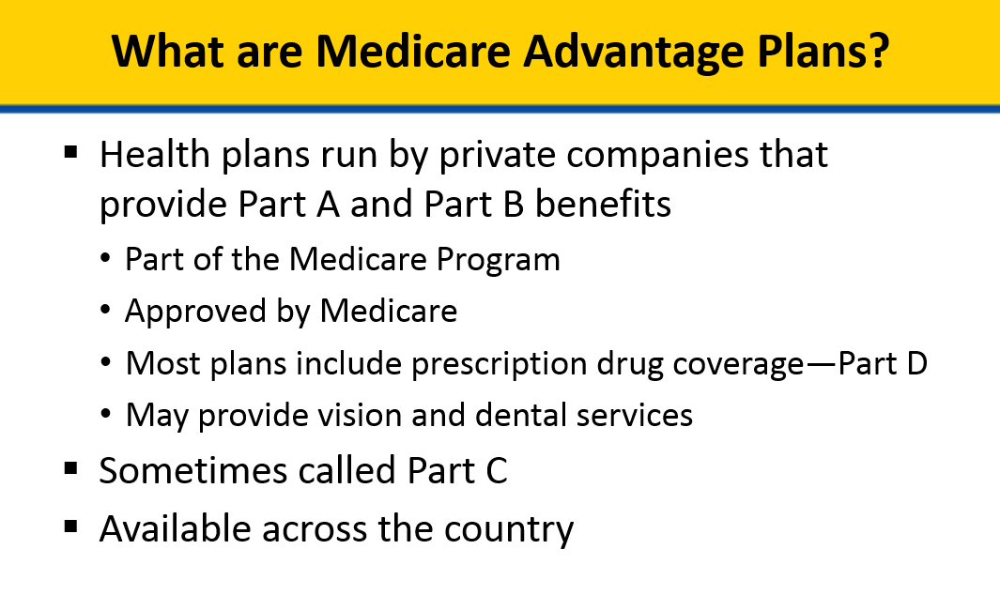 What are Medicare Advantage Plans?
▪ Health plans run by private companies that
provide Part A and Part B benefits
• Part of the Medicare Program
• Approved by Medicare
• Most plans include prescription drug coverage—Part D
• May provide vision and dental services
▪ Sometimes called Part C
▪ Available across the country